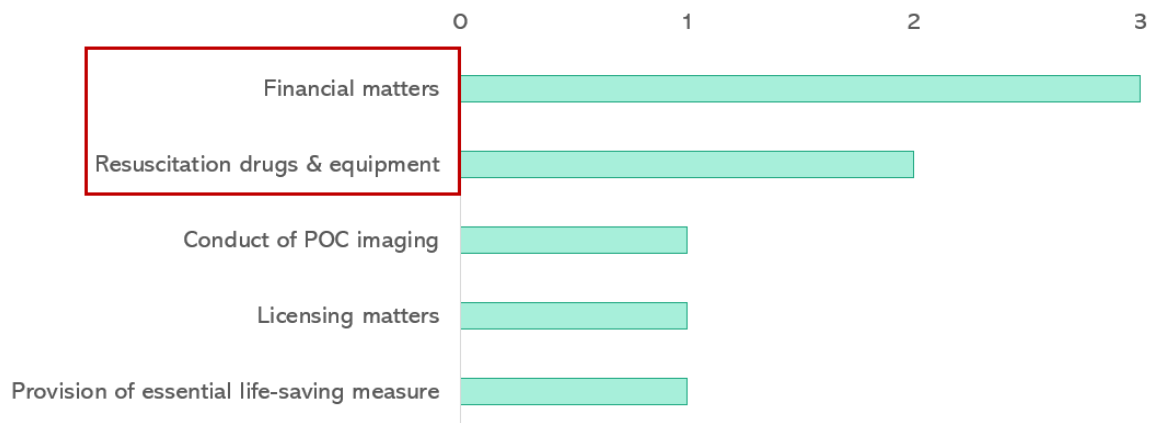 0 1 2 3
Financial matters
Resuscitation drugs & equipment
Conduct of POC imaging
Licensing matters
Provision of essential life-saving measure